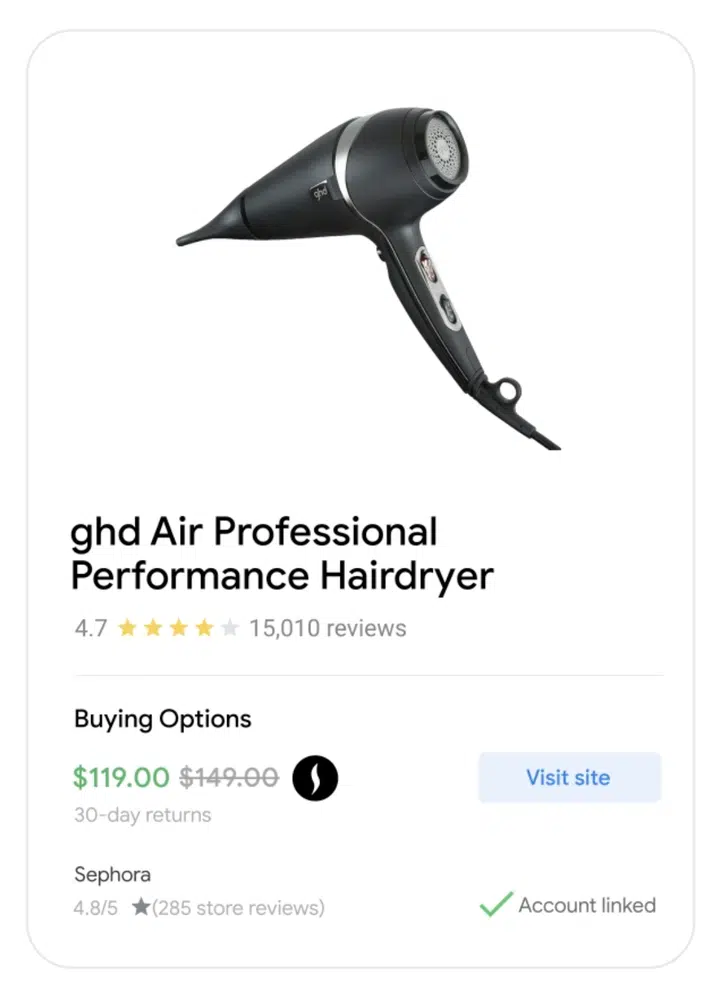 ghd
ghd Air Professional
Performance Hairdryer
4.7 15,010 reviews
Buying Options
$119.00 $149.00
Visit site
30-day returns
Sephora
4.8/5 ★(285 store reviews)
Account linked